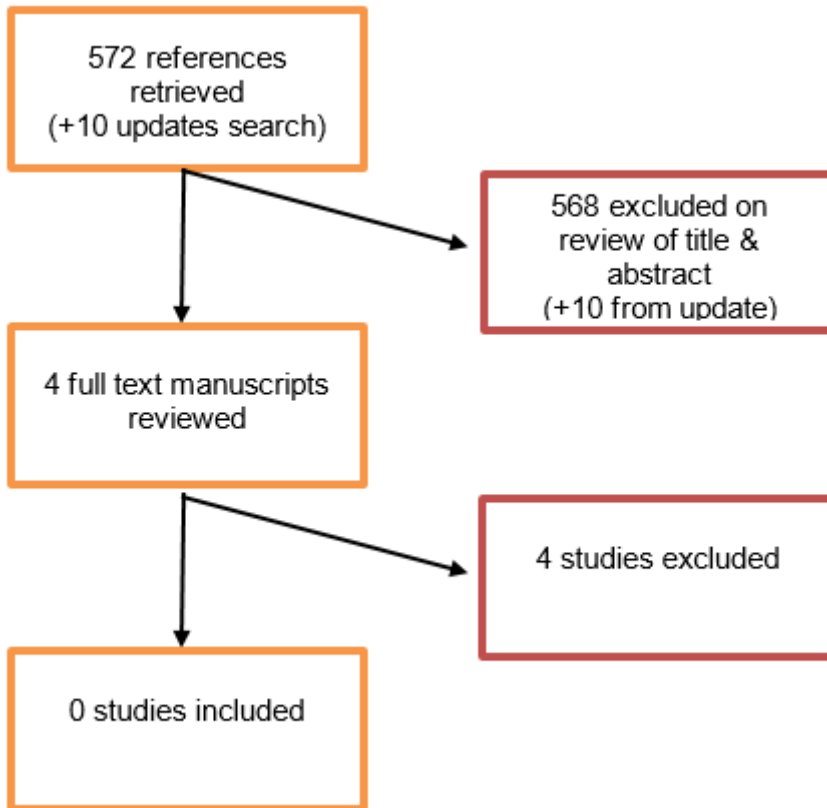 572 references
retrieved
(+10 updates search)
568 excluded on
review of title &
abstract
(+10 from update)
4 full text manuscripts
reviewed
4 studies excluded
0 studies included